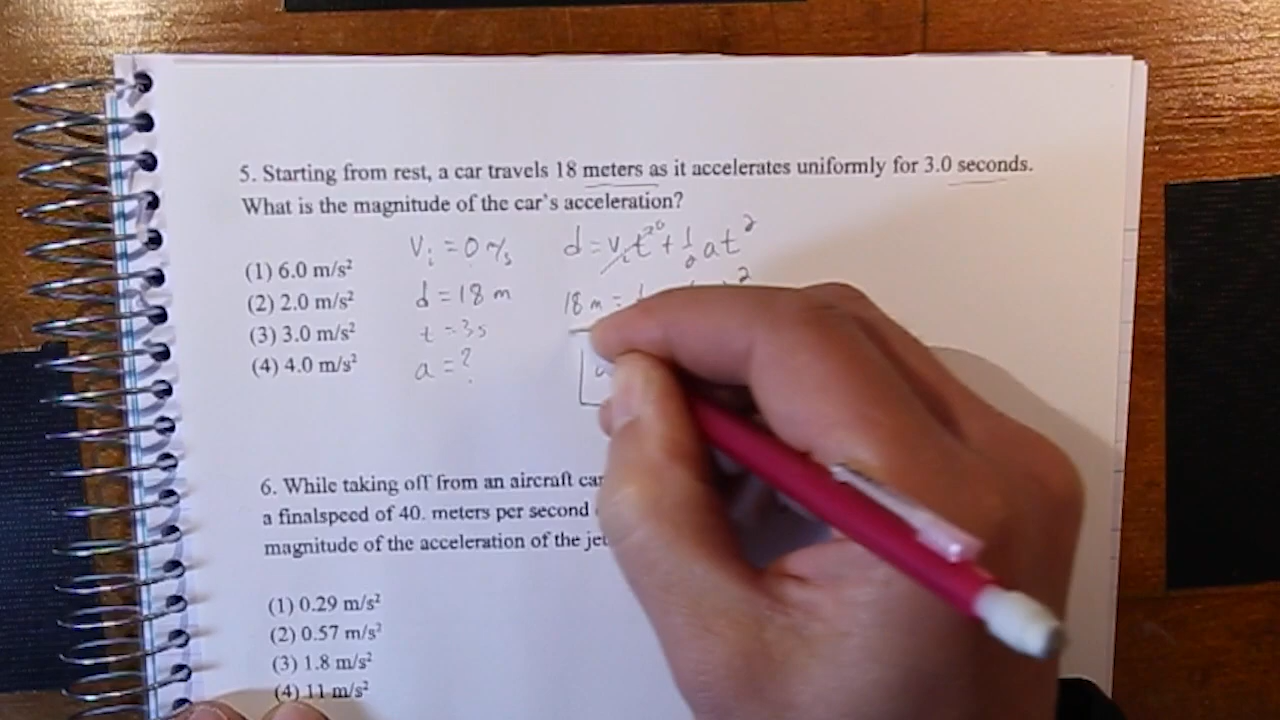 5. Starting from rest, a car travels 18 meters as it accelerates uniformly for 3.0 seconds.
What is the magnitude of the car's acceleration?
(1) 6.0 m/s²
(2) 2.0 m/s²
(3) 3.0 m/s²
(4) 4.0 m/s²
Vᵢ = 0 m/s
d = 18 m
t = 3s
a = ?
d = vᵢt + at²
18 m =
6. While taking off from an aircraft
a finalspeed of 40. meters per second
magnitude of the acceleration of the
(1) 0.29 m/s²
(2) 0.57 m/s²
(3) 1.8 m/s²
(4) 11 m/s²